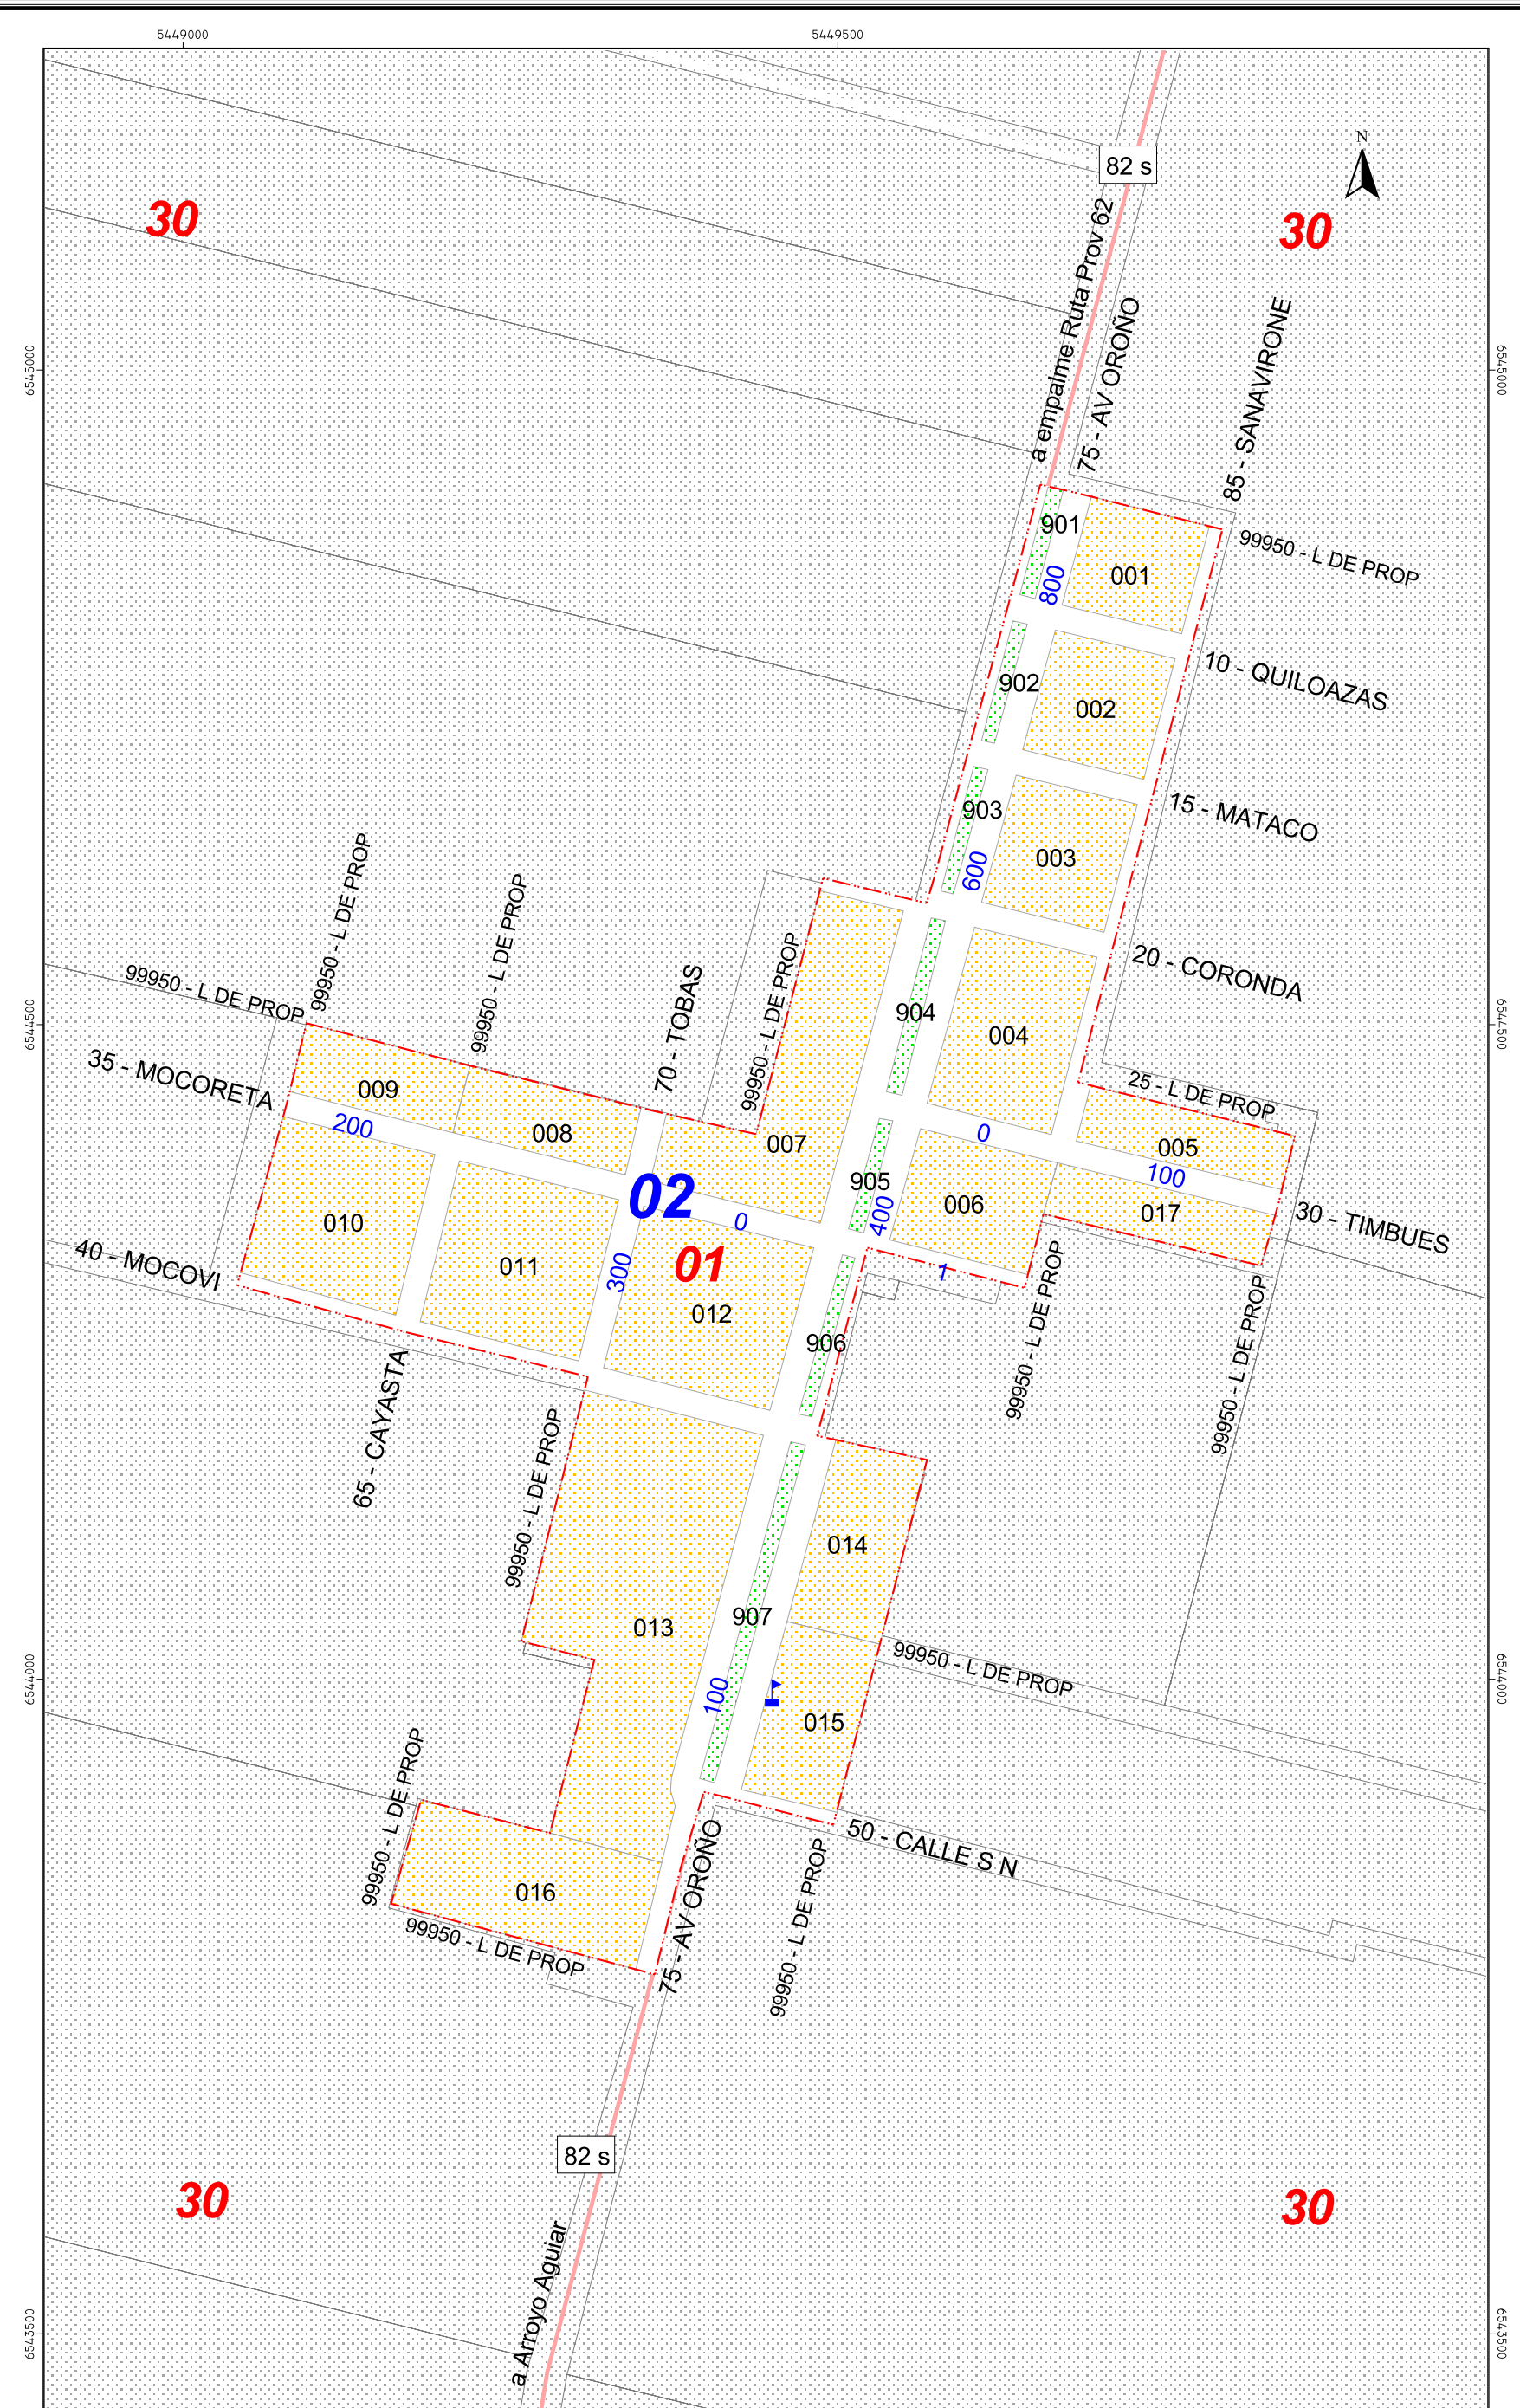 5449000
5449500
N
82 s
30
30
a empalme Ruta Prov 62
75 - AV OROÑO
85 - SANAVIRONE
6545000
6545000
901
99950 - L DE PROP
001
800
10 - QUILOAZAS
902
002
15 - MATACO
903
003
600
99950 - L DE PROP
99950 - L DE PROP
99950 - L DE PROP
70 - TOBAS
99950 - L DE PROP
20 - CORONDA
904
004
6544500
6544500
35 - MOCORETA
009
25 - L DE PROP
200
008
007
0
005
905
100
02
006
017
010
0
400
30 - TIMBUES
40 - MOCOVI
011
300
01
1
012
906
99950 - L DE PROP
99950 - L DE PROP
65 - CAYASTA
99950 - L DE PROP
014
907
013
99950 - L DE PROP
6544000
6544000
100
015
99950 - L DE PROP
50 - CALLE S N
016
75 - AV OROÑO
99950 - L DE PROP
99950 - L DE PROP
82 s
30
30
a Arroyo Aguiar
6543500
6543500